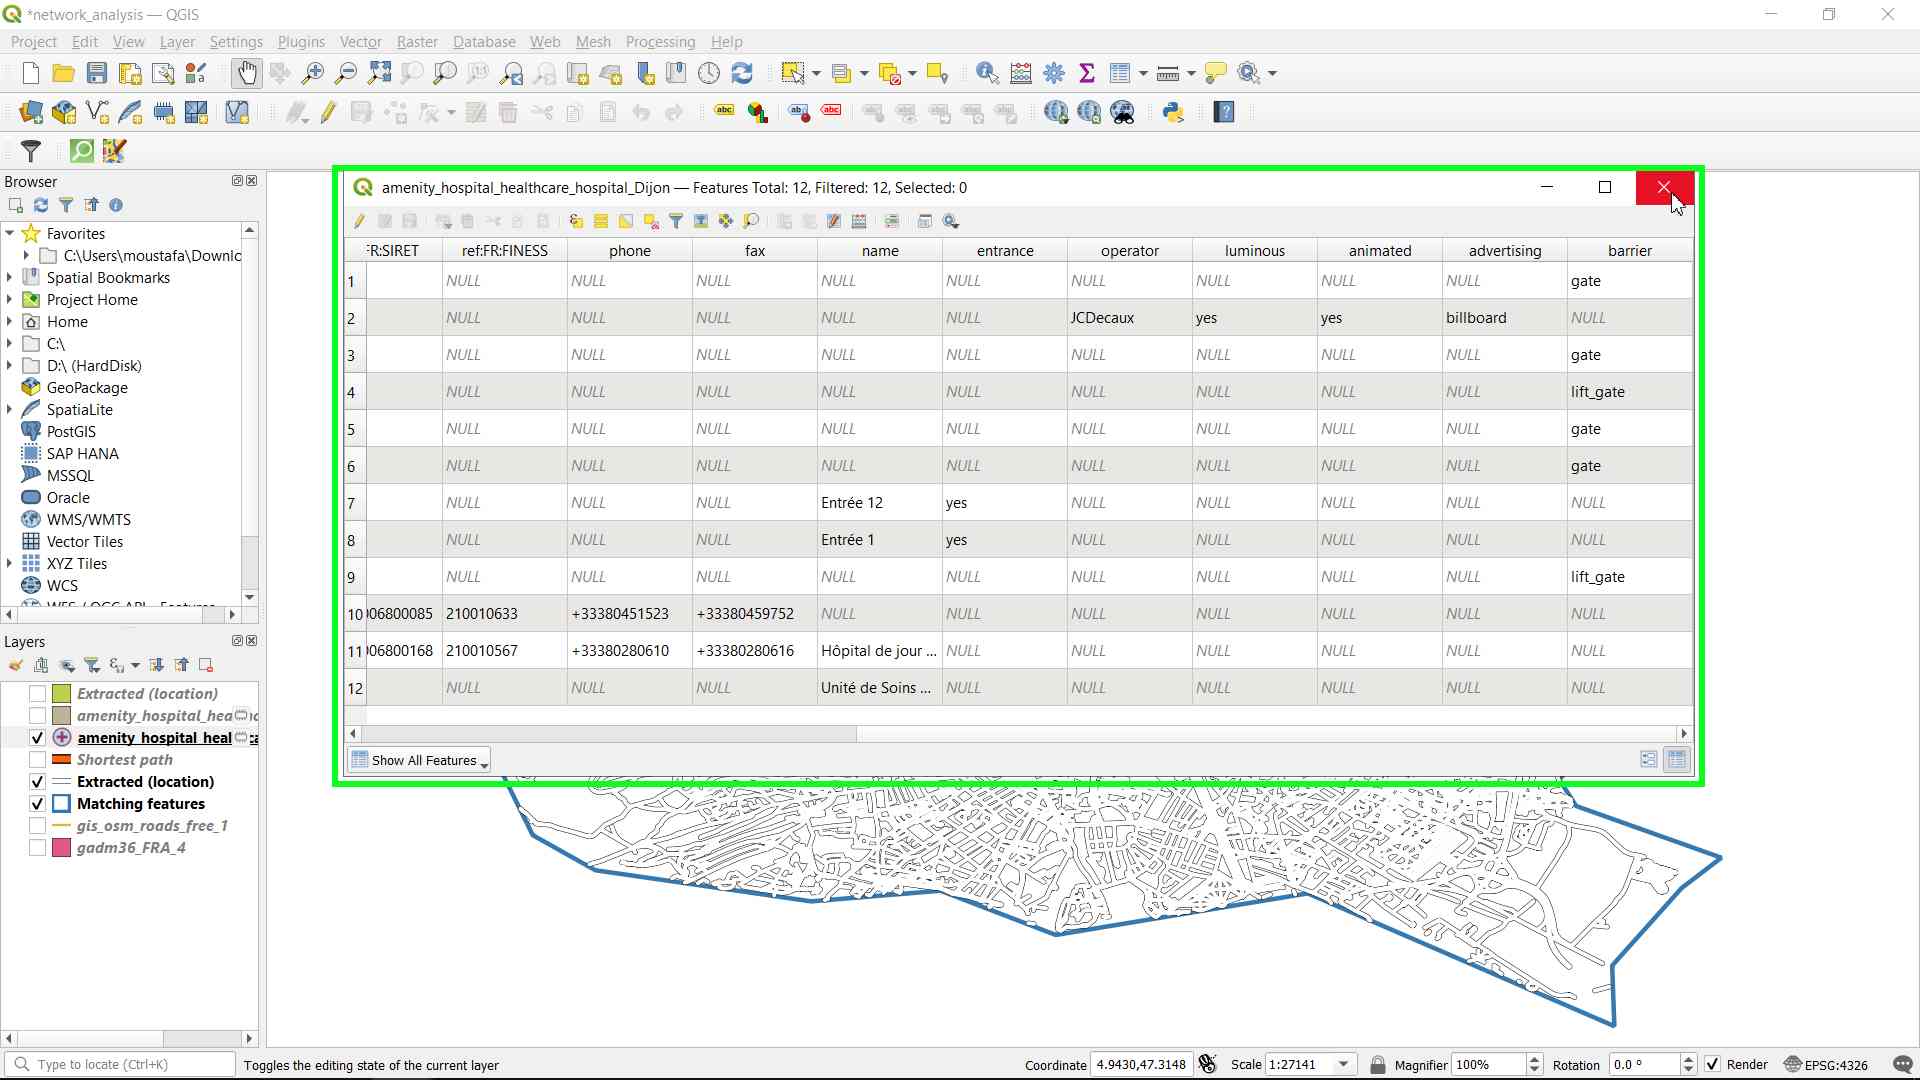 *network_analysis — QGIS
Project Edit View Layer Settings Plugins Vector Raster Database Web Mesh Processing Help
Browser
Favorites
C:\Users\moustafa\Downlc
Spatial Bookmarks
Project Home
Home
C:\
D:\ (HardDisk)
GeoPackage
SpatiaLite
PostGIS
SAP HANA
MSSQL
Oracle
WMS/WMTS
Vector Tiles
XYZ Tiles
WCS
Layers
Extracted (location)
amenity_hospital_hea
amenity_hospital_heal
Shortest path
Extracted (location)
Matching features
gis_osm_roads_free_1
gadm36_FRA_4
amenity_hospital_healthcare_hospital_Dijon — Features Total: 12, Filtered: 12, Selected: 0
FR:SIRET ref:FR:FINESS phone fax name entrance operator luminous animated advertising barrier
1 NULL NULL NULL NULL NULL NULL NULL NULL NULL gate
2 NULL NULL NULL NULL NULL JCDecaux yes yes billboard NULL
3 NULL NULL NULL NULL NULL NULL NULL NULL NULL gate
4 NULL NULL NULL NULL NULL NULL NULL NULL NULL lift_gate
5 NULL NULL NULL NULL NULL NULL NULL NULL NULL gate
6 NULL NULL NULL NULL NULL NULL NULL NULL NULL gate
7 NULL NULL NULL Entrée 12 yes NULL NULL NULL NULL NULL
8 NULL NULL NULL Entrée 1 yes NULL NULL NULL NULL NULL
9 NULL NULL NULL NULL NULL NULL NULL NULL NULL lift_gate
10 06800085 210010633 +33380451523 +33380459752 NULL NULL NULL NULL NULL NULL NULL
11 06800168 210010567 +33380280610 +33380280616 Hôpital de jour ... NULL NULL NULL NULL NULL NULL
12 NULL NULL NULL Unité de Soins ... NULL NULL NULL NULL NULL NULL
Show All Features
Type to locate (Ctrl+K) Toggles the editing state of the current layer Coordinate 4.9430,47.3148 Scale 1:27141 Magnifier 100% Rotation 0.0 ° Render EPSG:4326